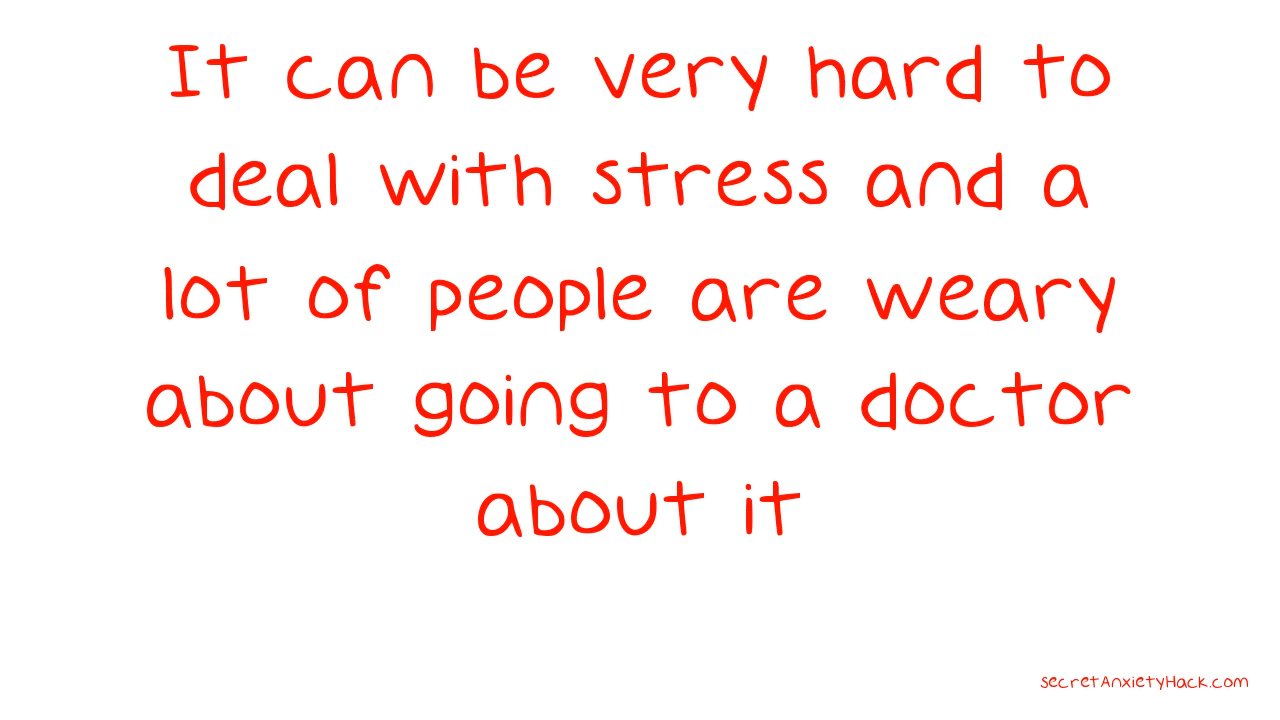 It can be very hard to
deal with stress and a
lot of people are weary
about going to a doctor
about it
secretAnxietyHack.com